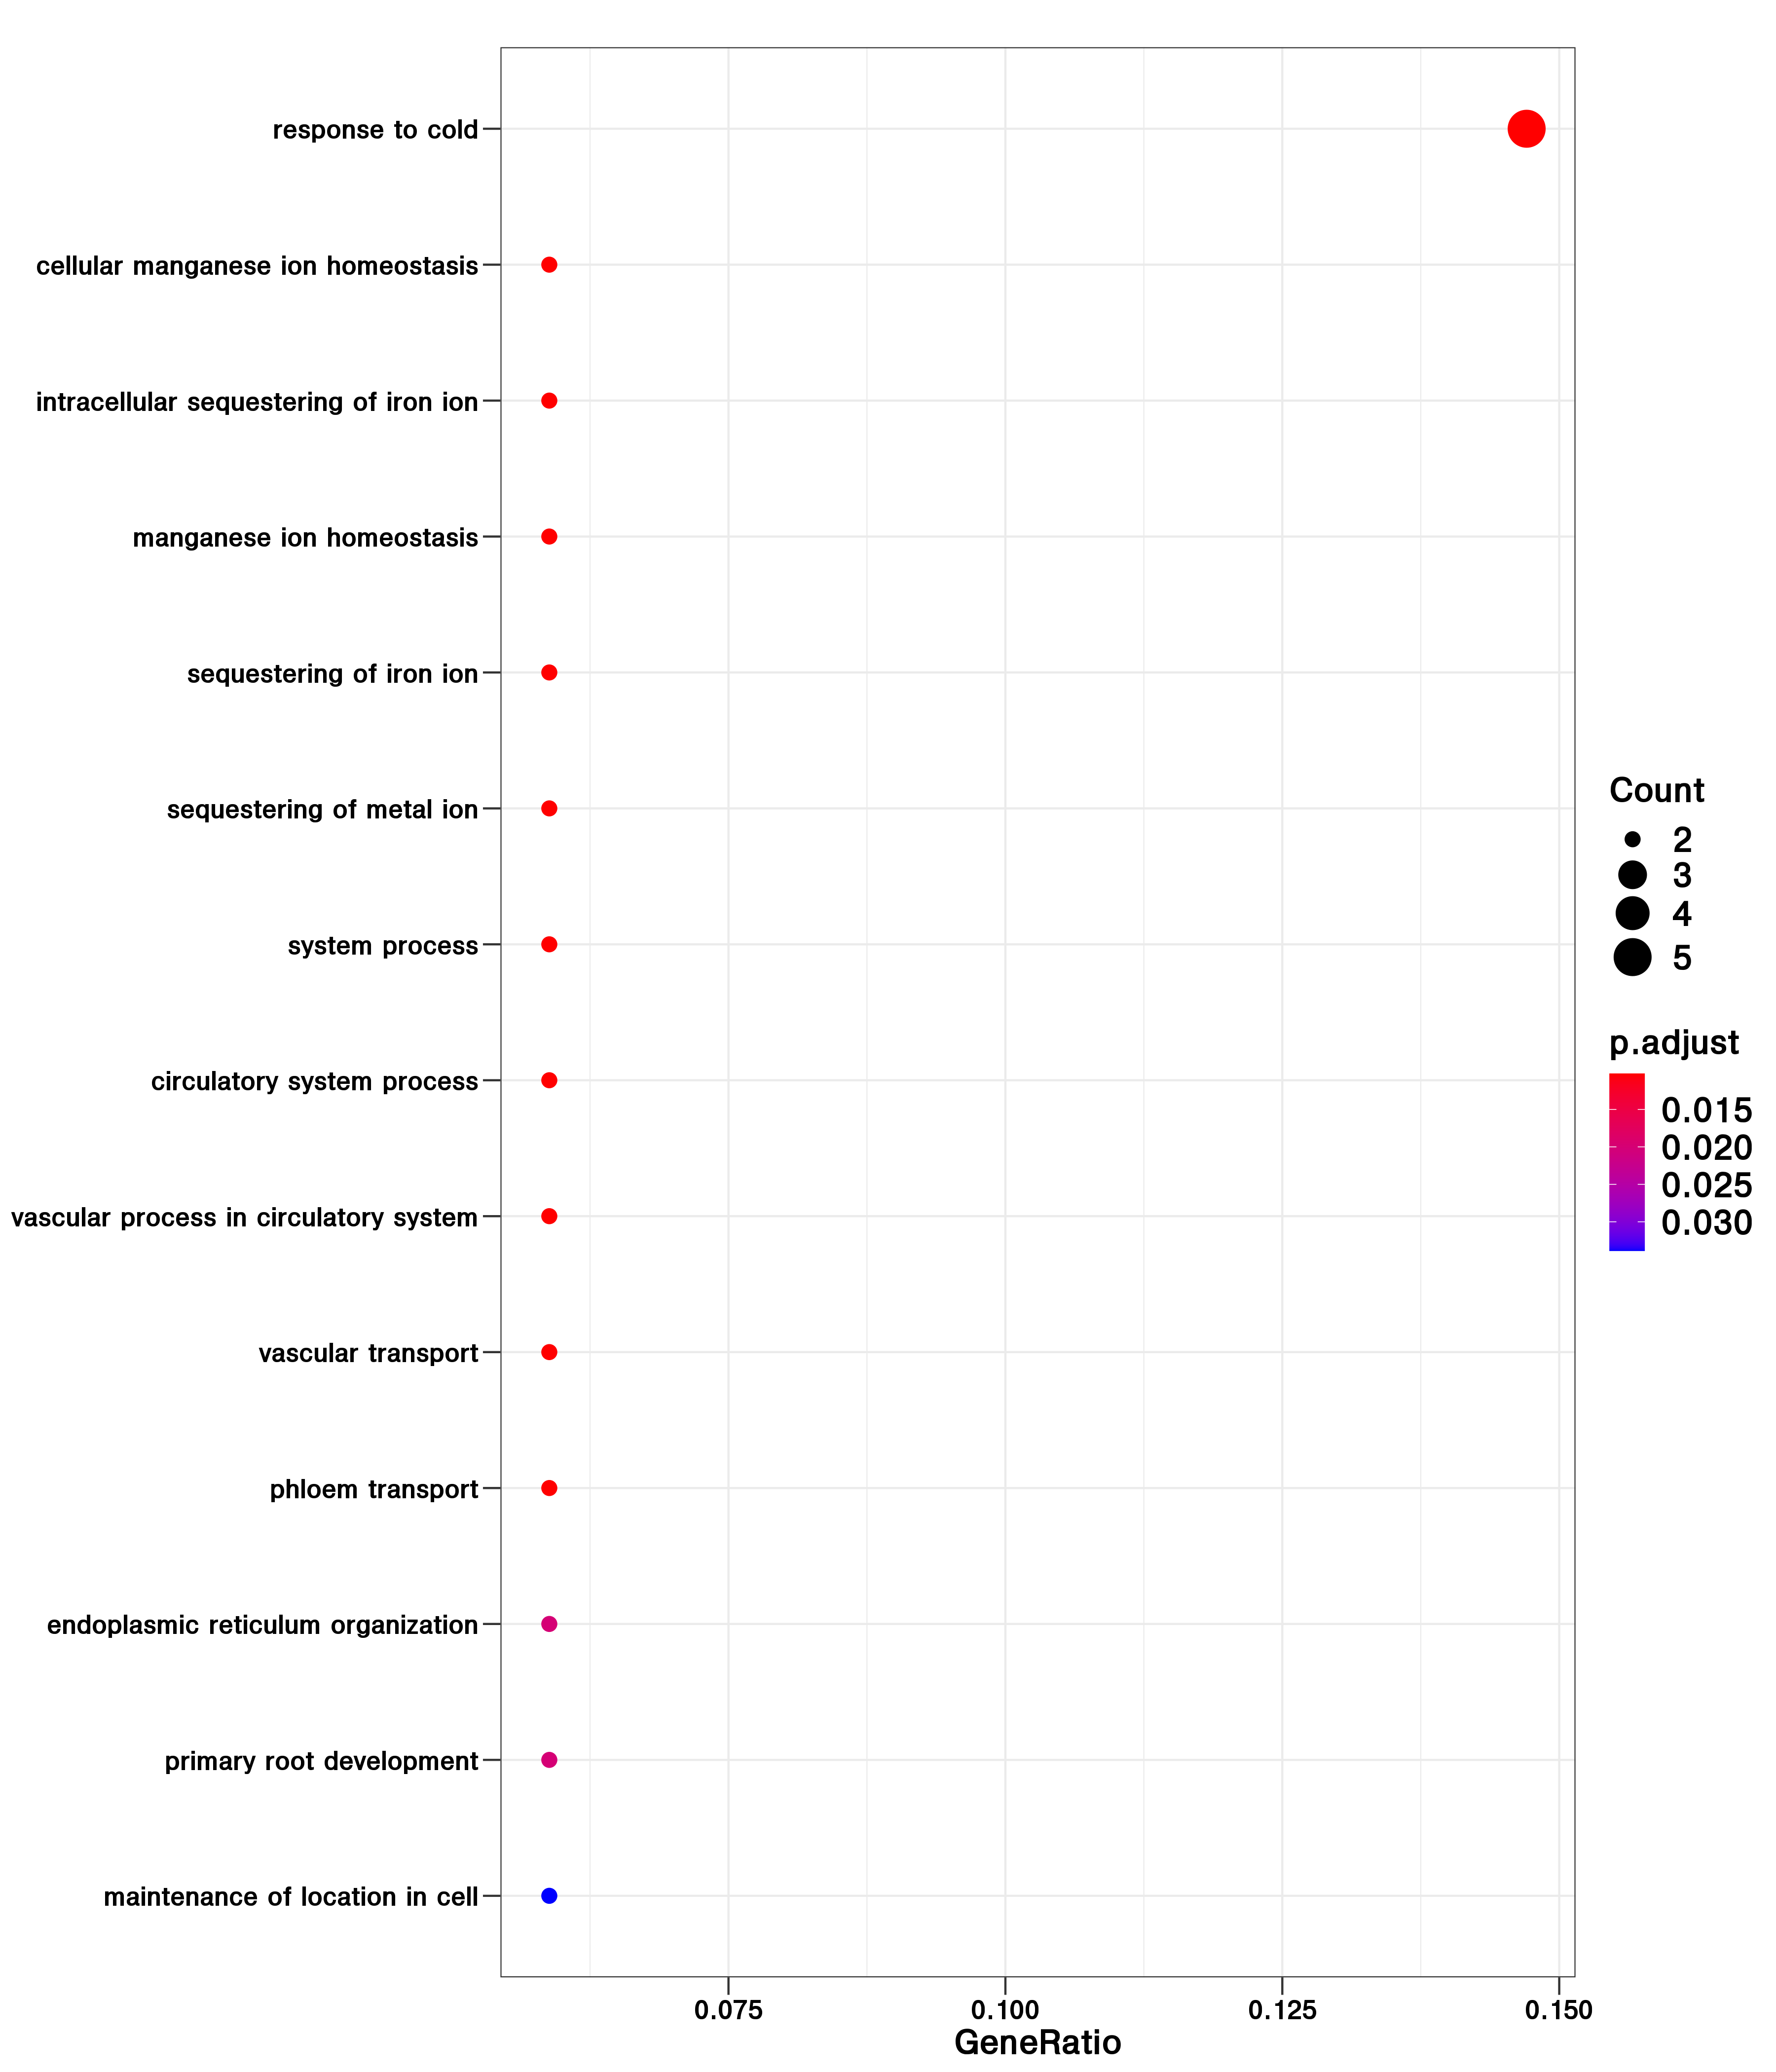 response to cold
cellular manganese ion homeostasis
intracellular sequestering of iron ion
manganese ion homeostasis
sequestering of iron ion
sequestering of metal ion
system process
circulatory system process
vascular process in circulatory system
vascular transport
phloem transport
endoplasmic reticulum organization
primary root development
maintenance of location in cell
0.075 0.100 0.125 0.150
GeneRatio
Count
2
3
4
5
p.adjust
0.015
0.020
0.025
0.030